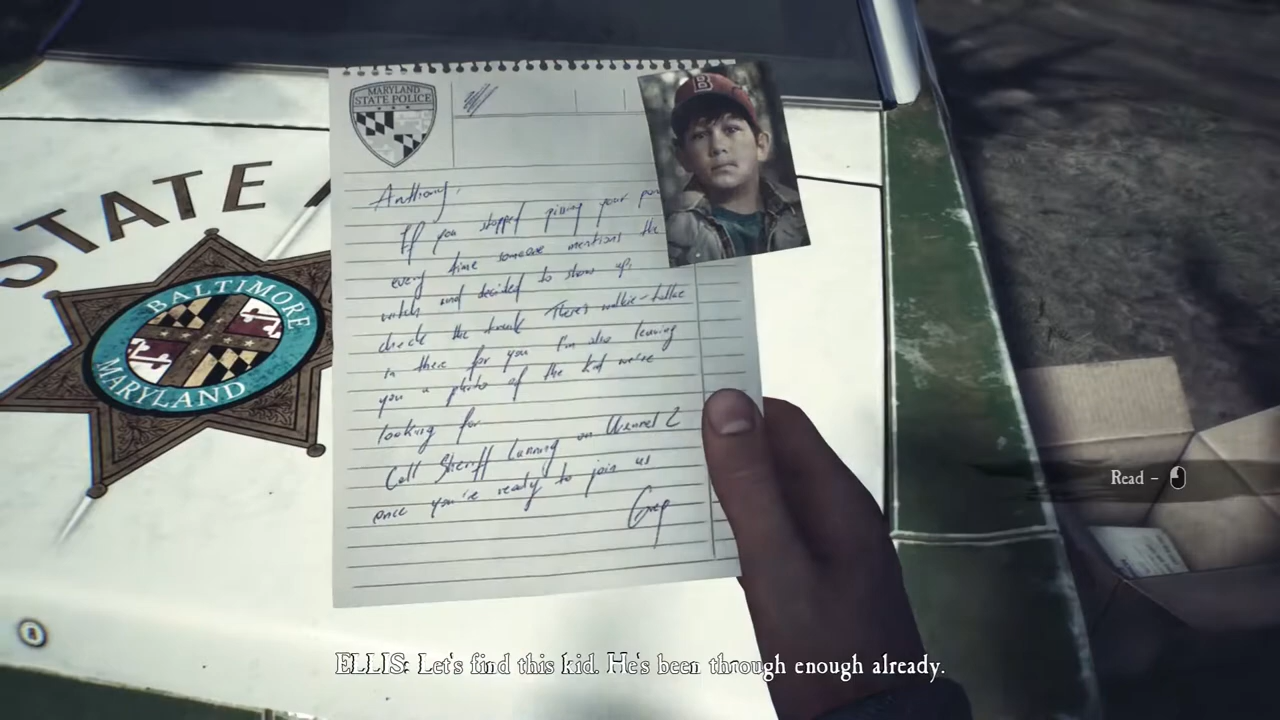 MARYLAND
STATE POLICE
B
STATE
BALTIMORE
MARYLAND
Anthony,
If you stopped pissing your
every time someone mentions the
watch and decided to show up,
check the trunk There's walkie-talkie
in there for you I'm also leaving
you a photo of the kid we're
looking for
Call Sheriff Lanning on Channel 2
once you're ready to join us
Greg
Read -
ELLIS: Let's find this kid. He's been through enough already.